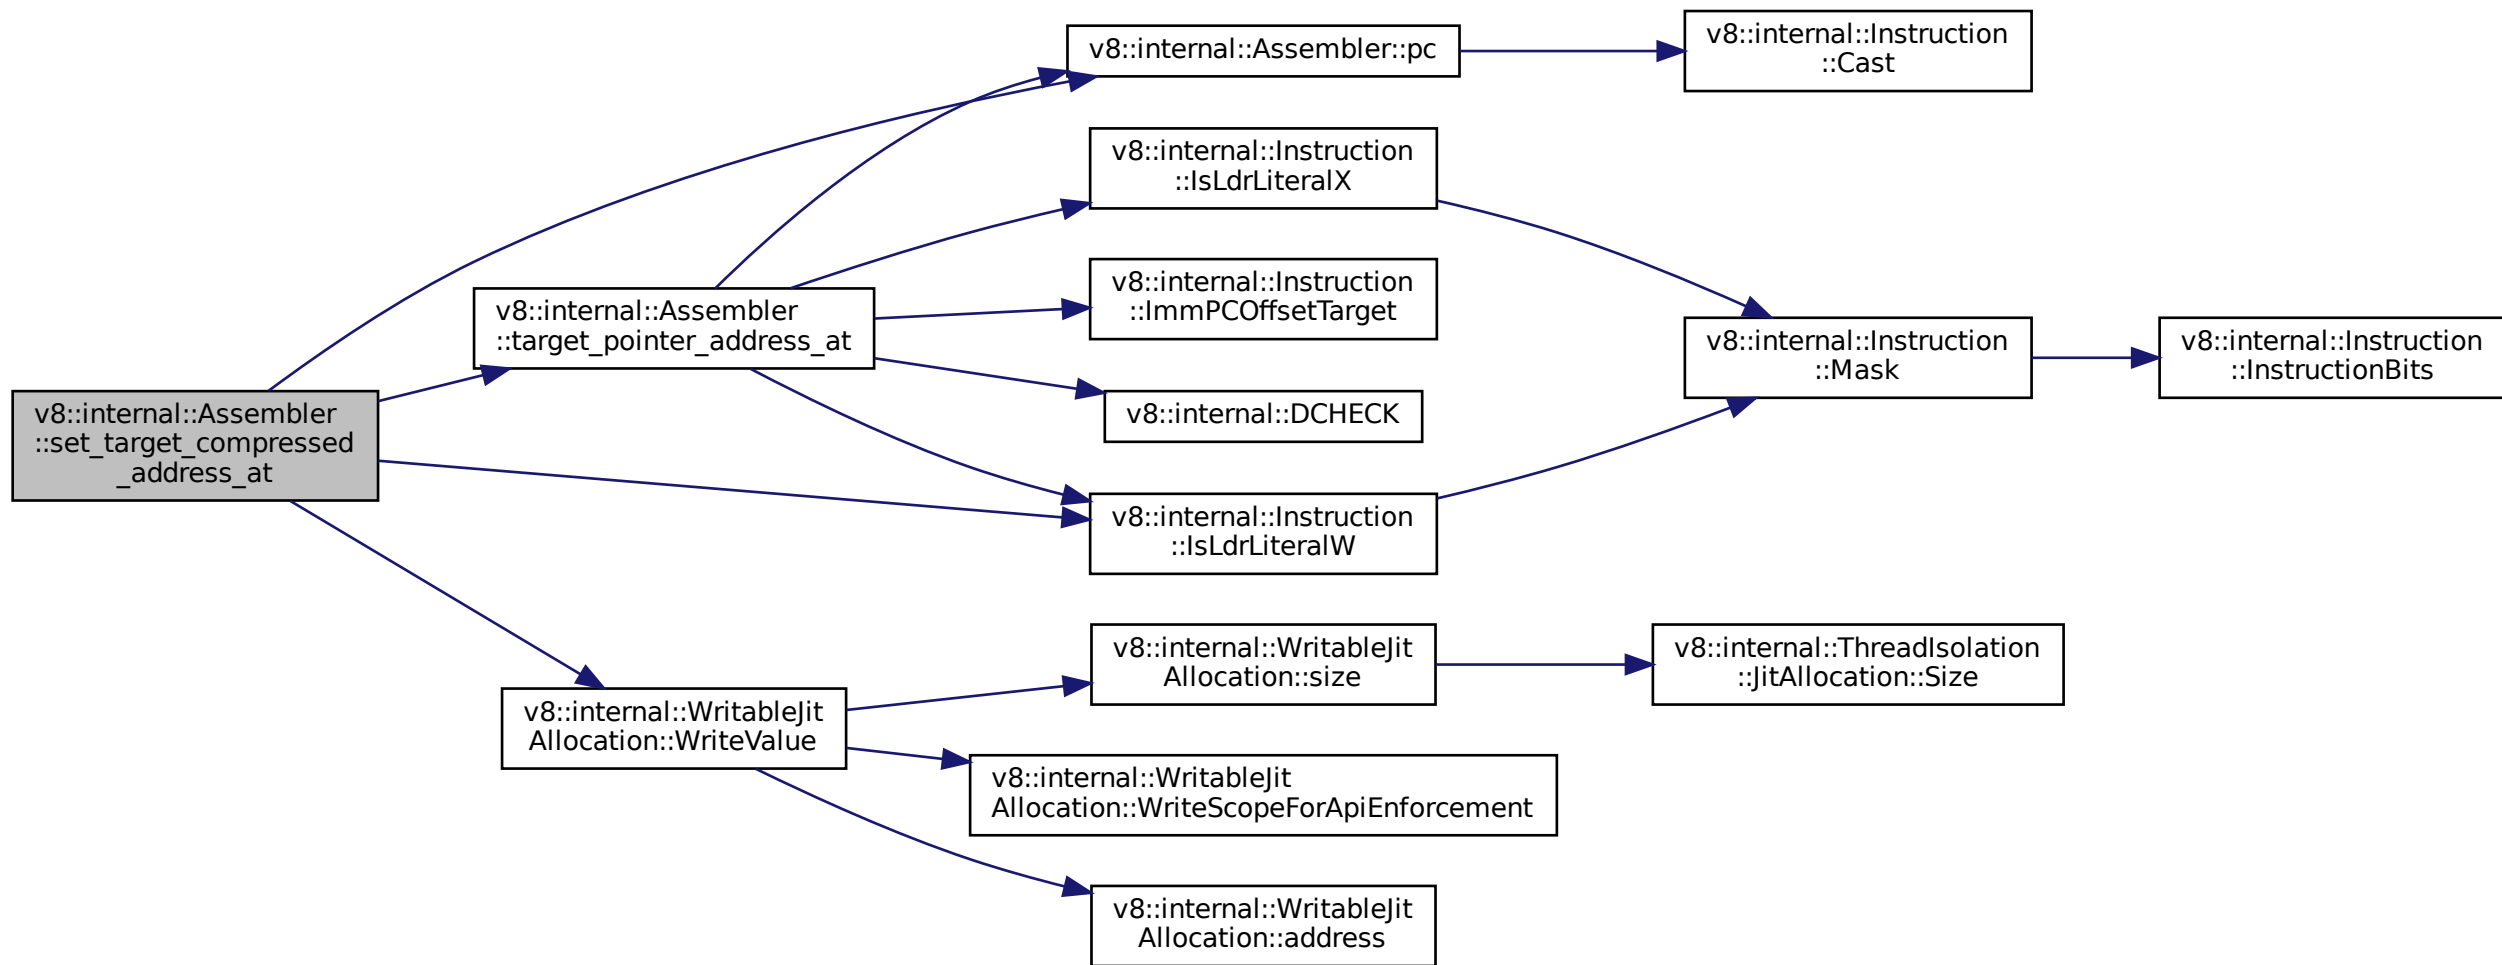 v8::internal::Assembler
::set_target_compressed
_address_at
v8::internal::Assembler
::target_pointer_address_at
v8::internal::WritableJit
Allocation::WriteValue
v8::internal::Assembler::pc
v8::internal::Instruction
::IsLdrLiteralX
v8::internal::Instruction
::ImmPCOffsetTarget
v8::internal::DCHECK
v8::internal::Instruction
::IsLdrLiteralW
v8::internal::WritableJit
Allocation::size
v8::internal::WritableJit
Allocation::WriteScopeForApiEnforcement
v8::internal::WritableJit
Allocation::address
v8::internal::Instruction
::Cast
v8::internal::Instruction
::Mask
v8::internal::ThreadIsolation
::JitAllocation::Size
v8::internal::Instruction
::InstructionBits